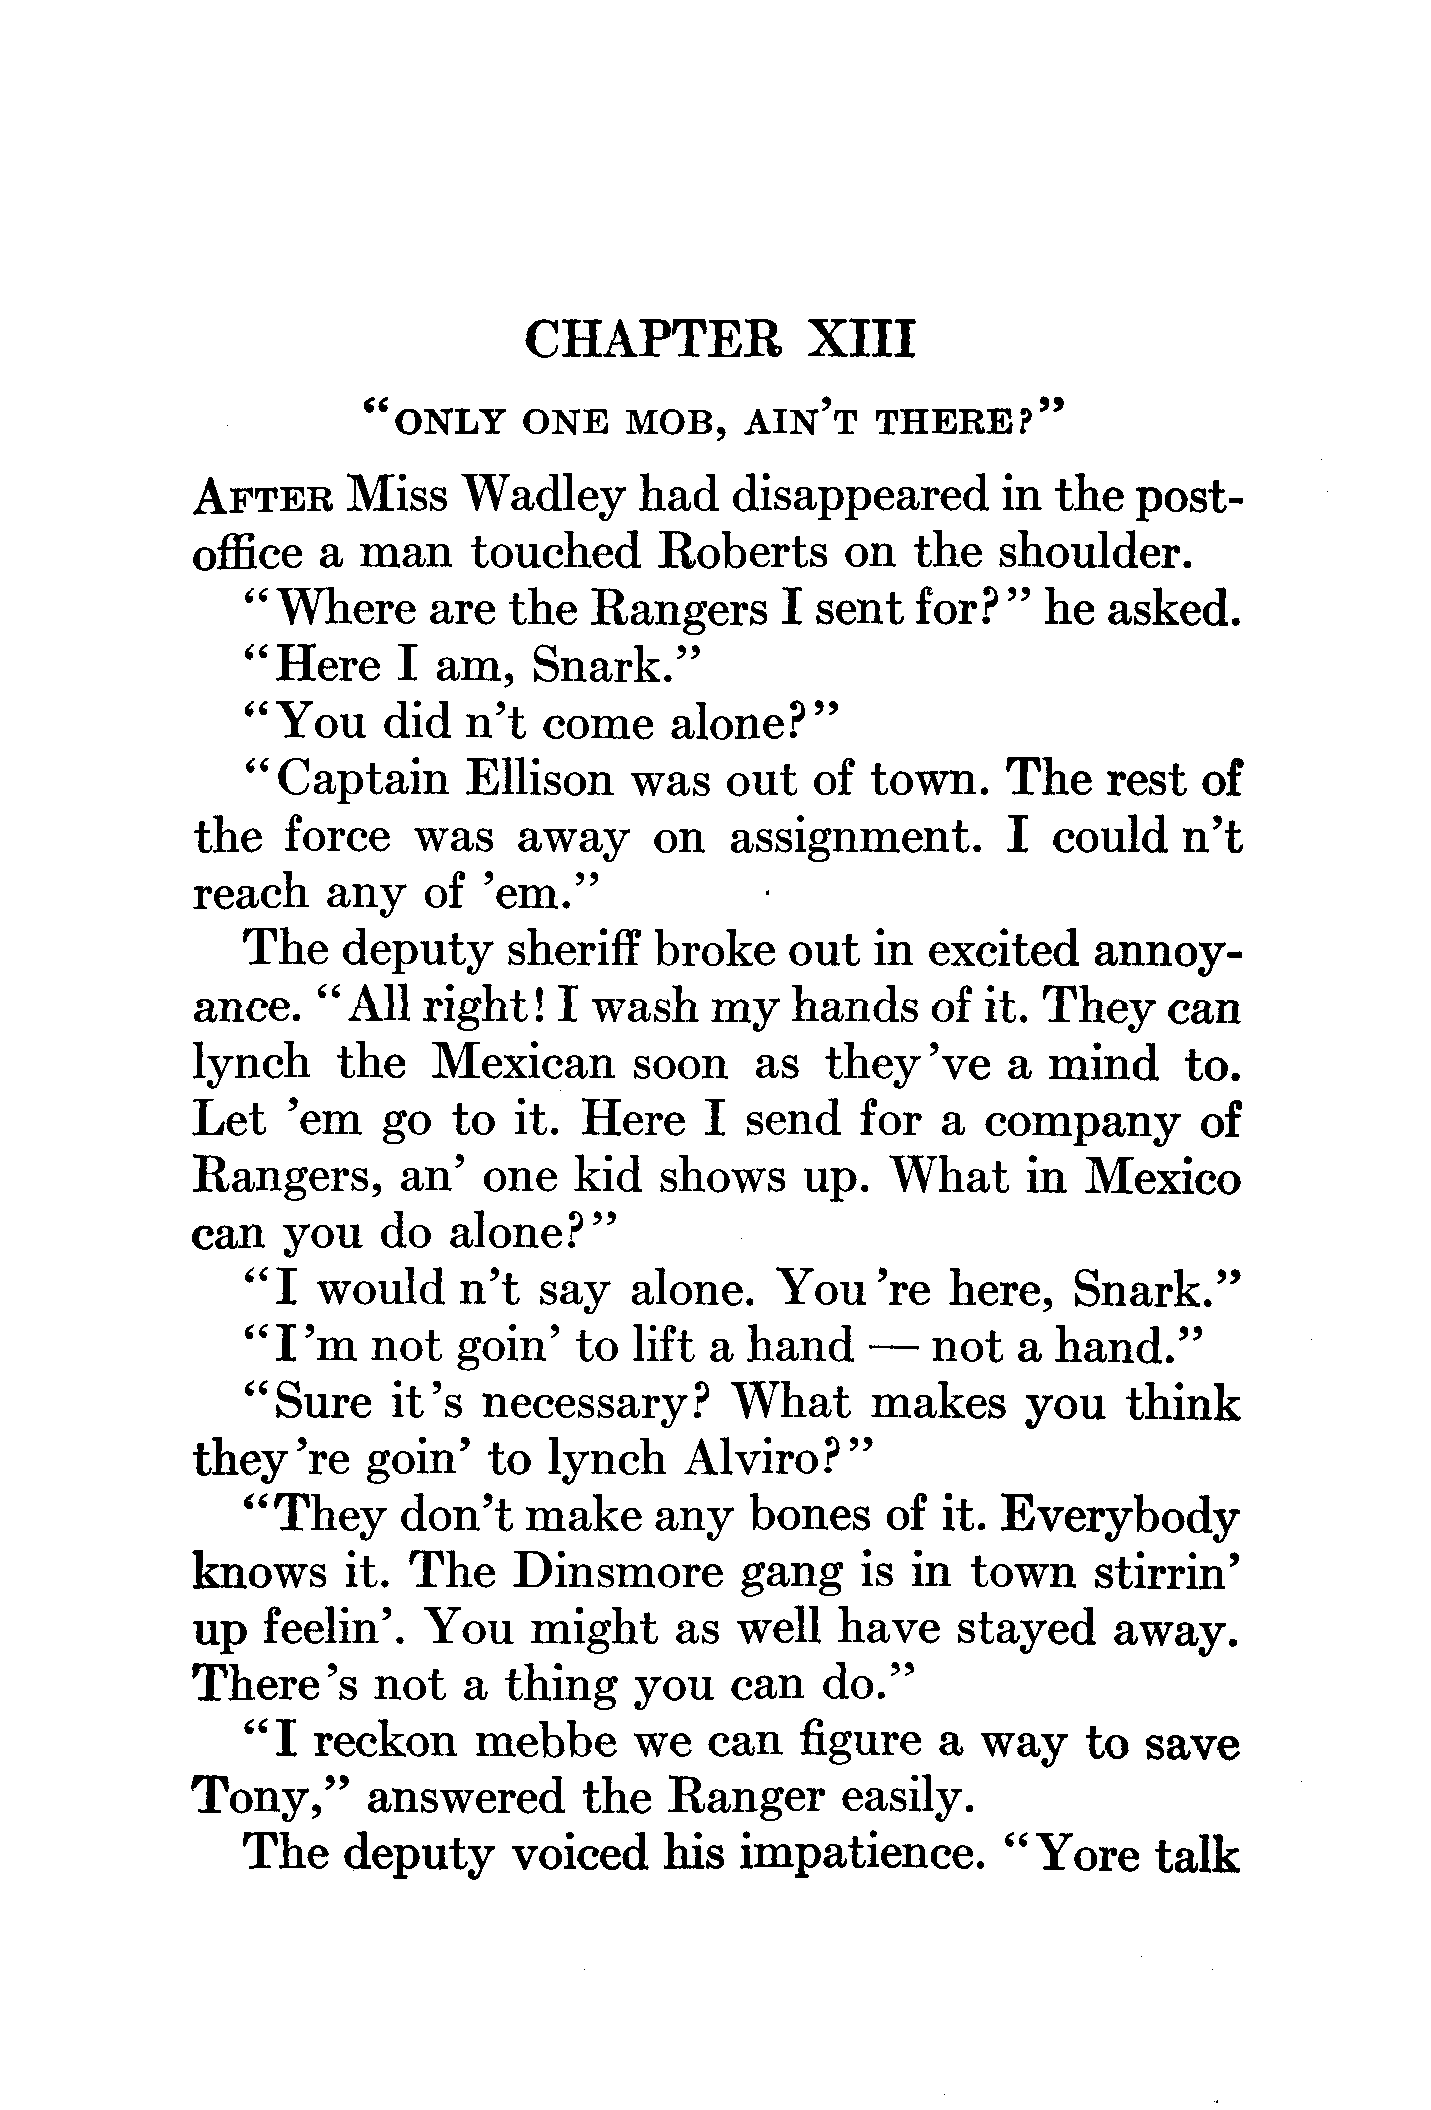 CHAPTER XIII
“ONLY ONE MOB, AIN’T THERE?”
AFTER Miss Wadley had disappeared in the post-
office a man touched Roberts on the shoulder.
“Where are the Rangers I sent for?” he asked.
“Here I am, Snark.”
“You did n’t come alone?”
“Captain Ellison was out of town. The rest of
the force was away on assignment. I could n’t
reach any of ’em.”
The deputy sheriff broke out in excited annoy-
ance. “All right! I wash my hands of it. They can
lynch the Mexican soon as they ’ve a mind to.
Let ’em go to it. Here I send for a company of
Rangers, an’ one kid shows up. What in Mexico
can you do alone?”
“I would n’t say alone. You ’re here, Snark.”
“I ’m not goin’ to lift a hand — not a hand.”
“Sure it ’s necessary? What makes you think
they ’re goin’ to lynch Alviro?”
“They don’t make any bones of it. Everybody
knows it. The Dinsmore gang is in town stirrin’
up feelin’. You might as well have stayed away.
There ’s not a thing you can do.”
“I reckon mebbe we can figure a way to save
Tony,” answered the Ranger easily.
The deputy voiced his impatience. “Yore talk